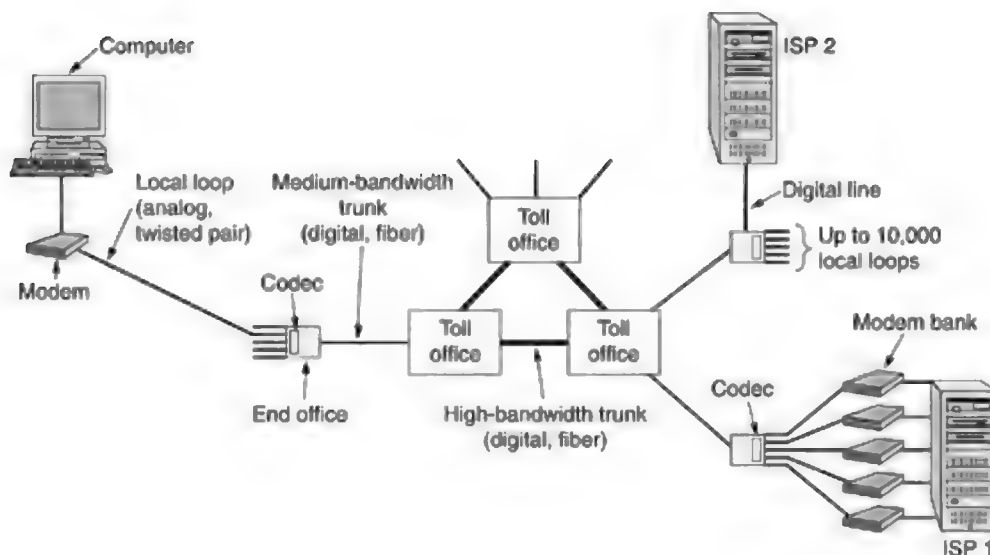 Computer
ISP 2
Local loop
(analog,
twisted pair)
Medium-bandwidth
trunk
(digital, fiber)
Toll
office
Digital line
Up to 10,000
local loops
Modem
Codec
Toll
office
Toll
office
Modem bank
End office
High-bandwidth trunk
(digital, fiber)
Codec
ISP 1